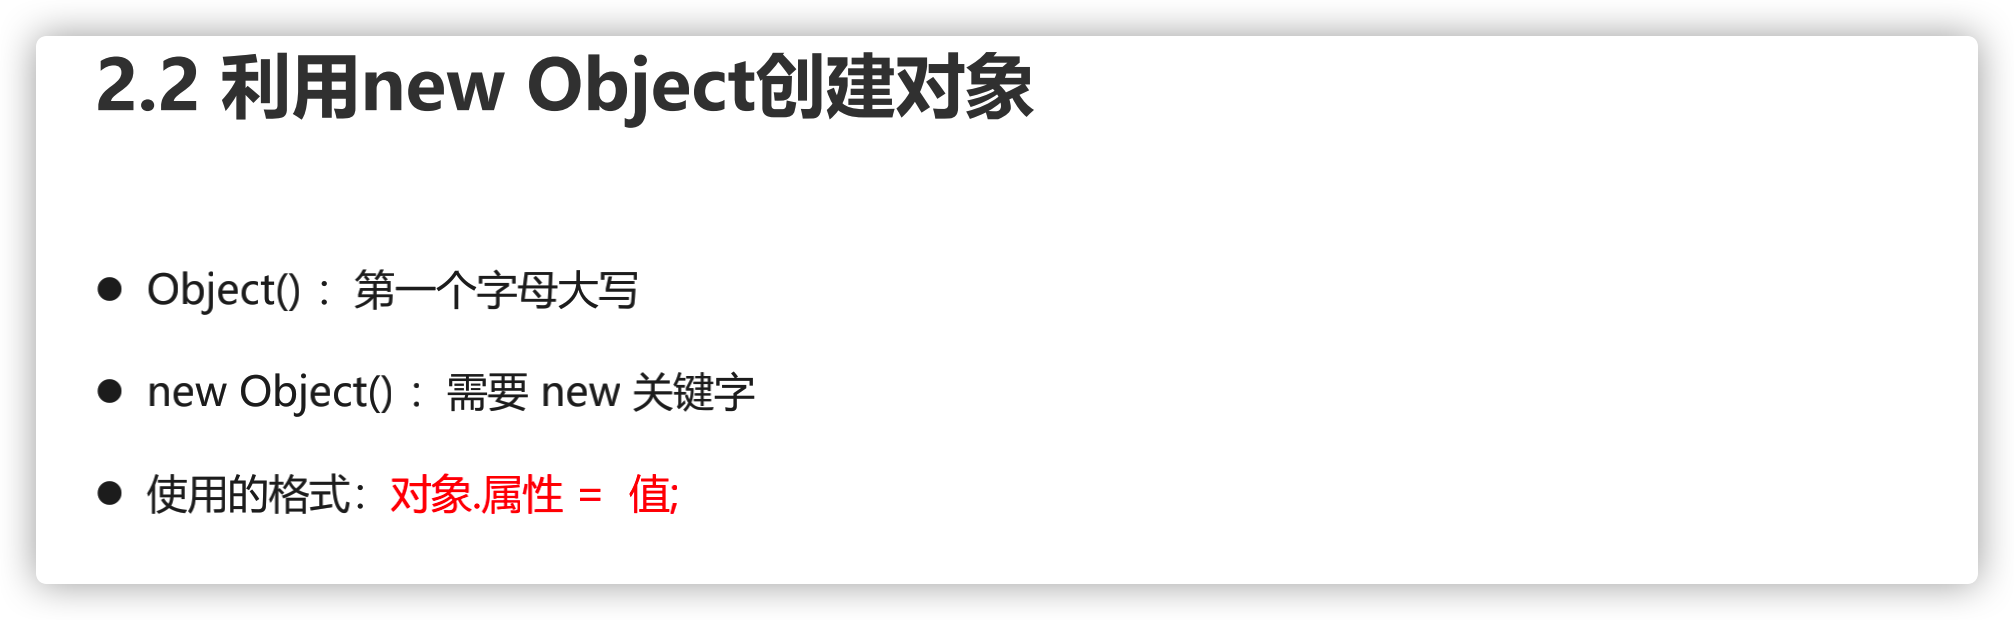 2.2 利用new Object创建对象
● Object() ：第一个字母大写
● new Object() ：需要 new 关键字
● 使用的格式：对象.属性 = 值;